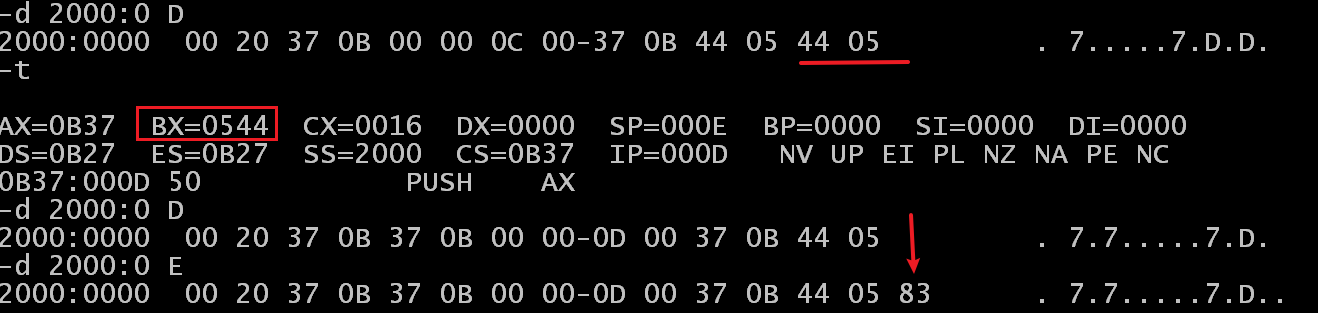 -d 2000:0 D
2000:0000  00 20 37 0B 00 00 0C 00-37 0B 44 05 44 05        . 7.....7.D.D.
-t
AX=0B37  BX=0544  CX=0016  DX=0000  SP=000E  BP=0000  SI=0000  DI=0000
DS=0B27  ES=0B27  SS=2000  CS=0B37  IP=000D   NV UP EI PL NZ NA PE NC
0B37:000D 50            PUSH    AX
-d 2000:0 D
2000:0000  00 20 37 0B 37 0B 00 00-0D 00 37 0B 44 05        . 7.7.....7.D.
-d 2000:0 E
2000:0000  00 20 37 0B 37 0B 00 00-0D 00 37 0B 44 05 83     . 7.7.....7.D..